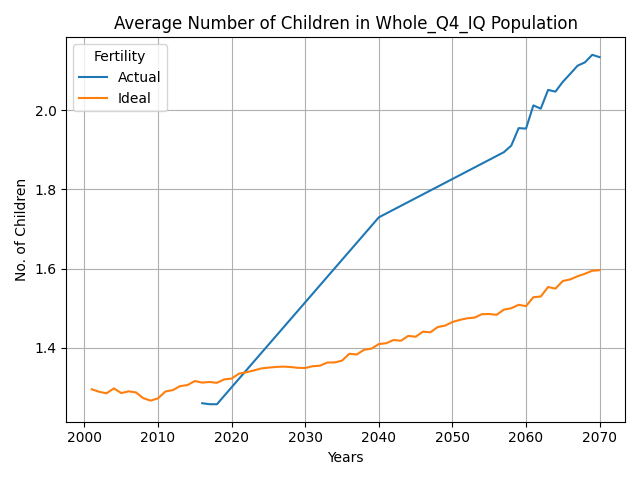 Average Number of Children in Whole_Q4_IQ Population
Fertility
Actual
Ideal
No. of Children
2.0
1.8
1.6
1.4
2000 2010 2020 2030 2040 2050 2060 2070
Years